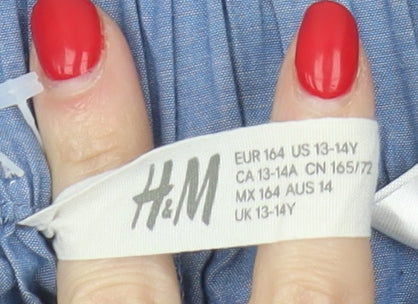 H&M
EUR 164 US 13-14Y
CA 13-14A CN 165/72
MX 164 AUS 14
UK 13-14Y